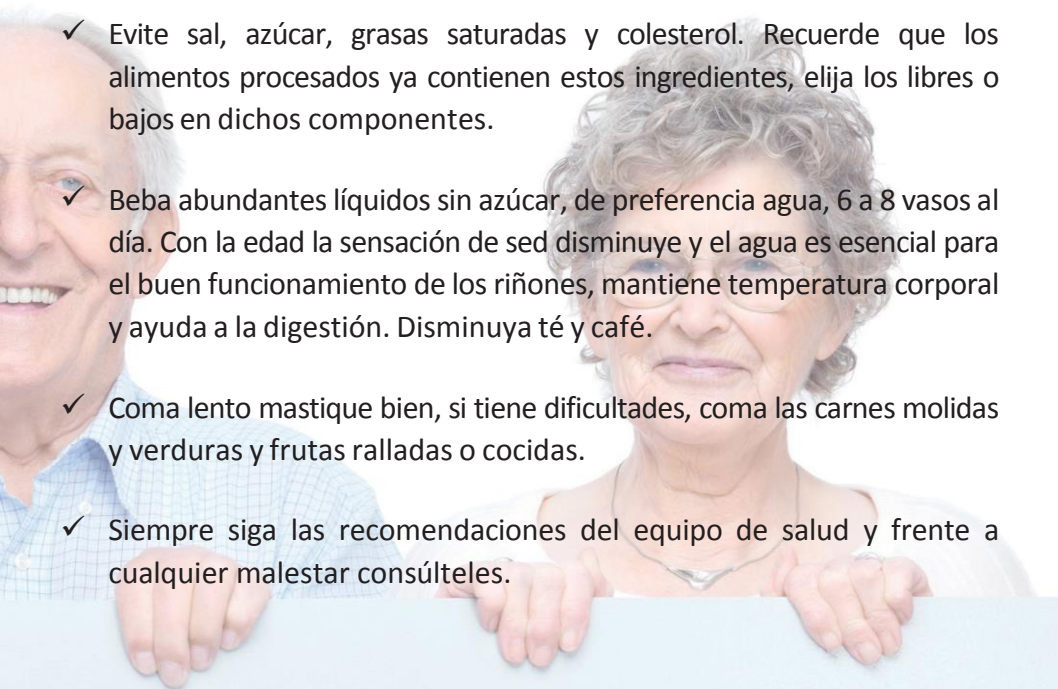 ✓ Evite sal, azúcar, grasas saturadas y colesterol. Recuerde que los
alimentos procesados ya contienen estos ingredientes, elija los libres o
bajos en dichos componentes.
✓ Beba abundantes líquidos sin azúcar, de preferencia agua, 6 a 8 vasos al
día. Con la edad la sensación de sed disminuye y el agua es esencial para
el buen funcionamiento de los riñones, mantiene temperatura corporal
y ayuda a la digestión. Disminuya té y café.
✓ Coma lento mastique bien, si tiene dificultades, coma las carnes molidas
y verduras y frutas ralladas o cocidas.
✓ Siempre siga las recomendaciones del equipo de salud y frente a
cualquier malestar consúlteles.